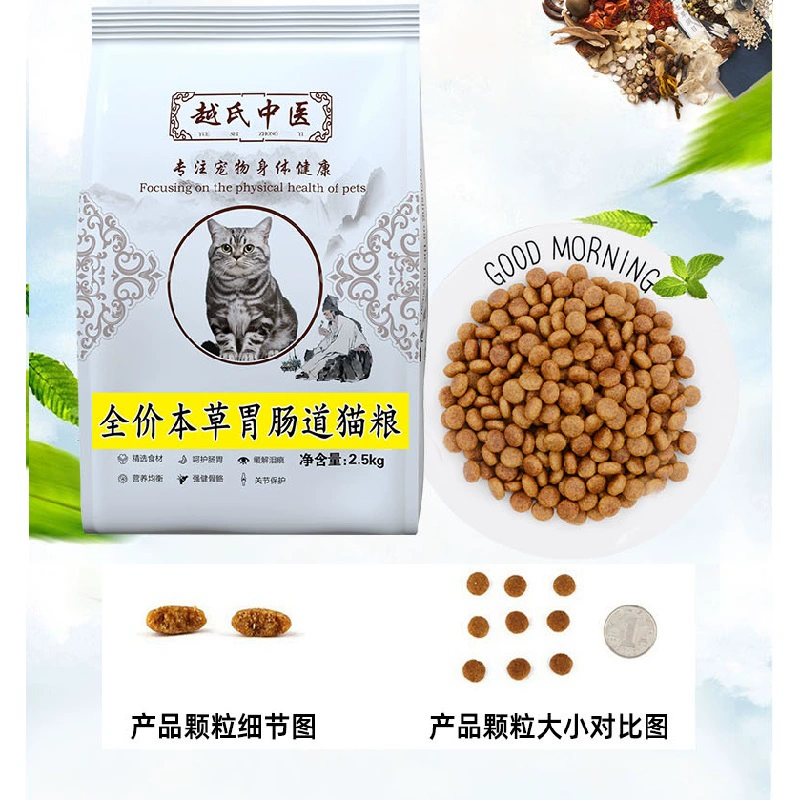 越氏中医
YUE SHI ZHONG YI
专注宠物身体健康
Focusing on the physical health of pets
GOOD MORNING
全价本草胃肠道猫粮
精选食材 呵护肠胃 缓解泪痕 净含量:2.5kg
营养均衡 强健骨骼 关节保护
1
产品颗粒细节图 产品颗粒大小对比图